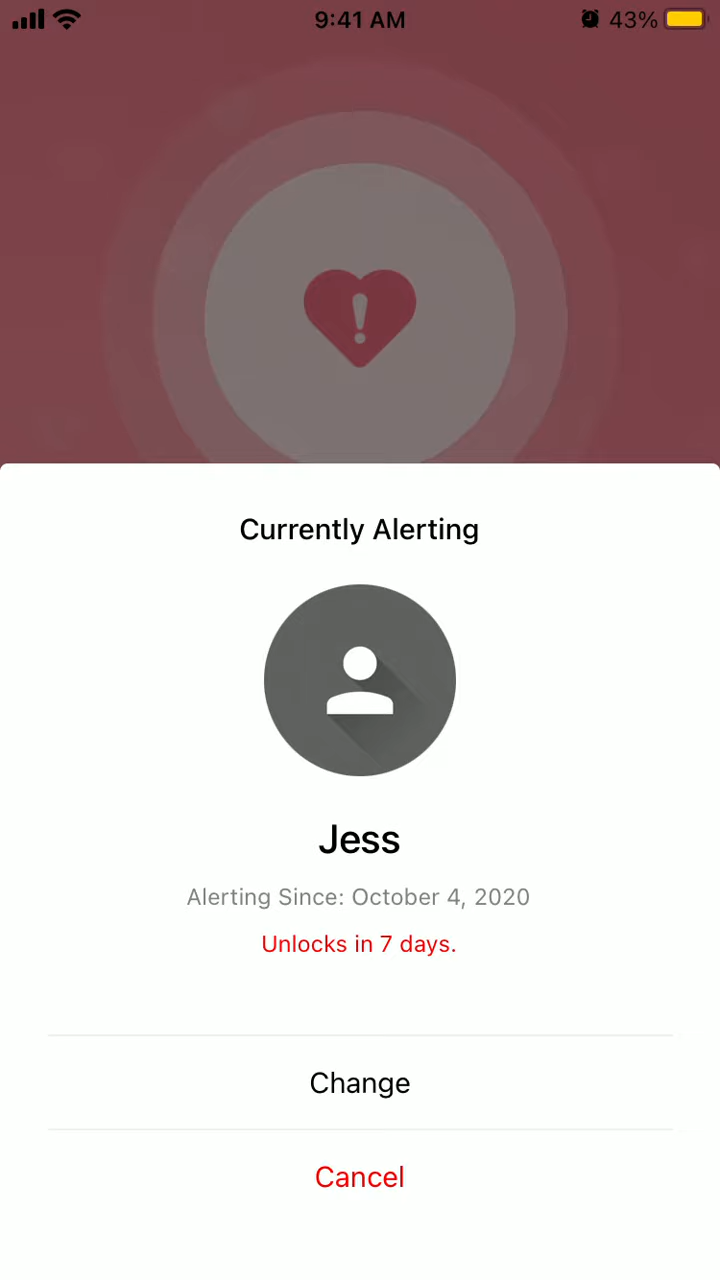 9:41 AM
43%
Currently Alerting
Jess
Alerting Since: October 4, 2020
Unlocks in 7 days.
Change
Cancel